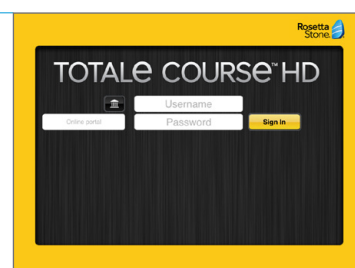 Rosetta
Stone
TOTALe COURSe™ HD
Username
Online portal
Password
Sign In